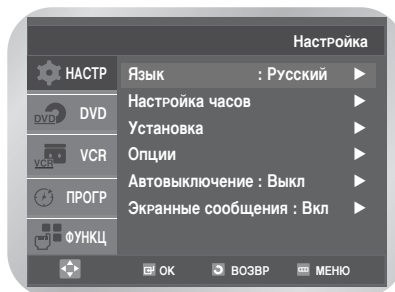 Настройка
НАСТР
Язык : Русский
Настройка часов
DVD DVD
Установка
VCR VCR
Опции
Автовыключение : Выкл
ПРОГР
Экранные сообщения : Вкл
ФУНКЦ
ОК ВОЗВР МЕНЮ